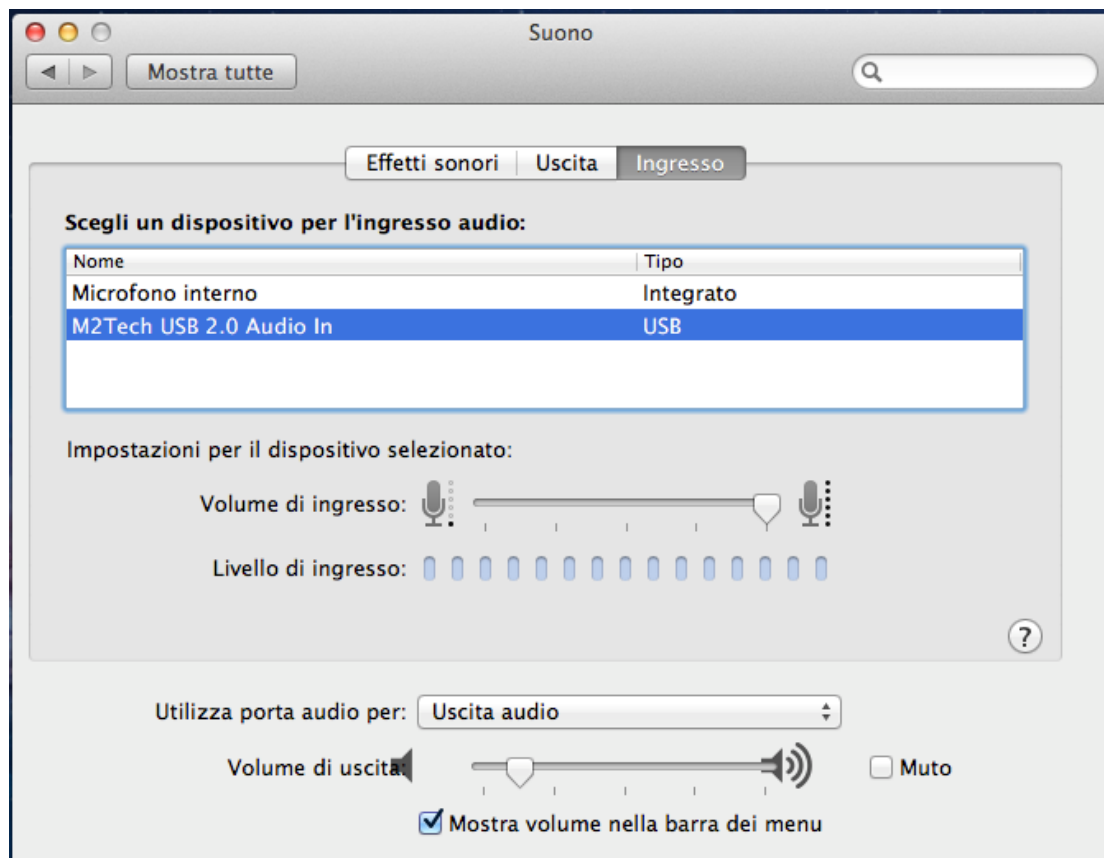 Suono
Mostra tutte
Effetti sonori Uscita Ingresso
Scegli un dispositivo per l'ingresso audio:
Nome Tipo
Microfono interno Integrato
M2Tech USB 2.0 Audio In USB
Impostazioni per il dispositivo selezionato:
Volume di ingresso:
Livello di ingresso:
?
Utilizza porta audio per: Uscita audio
Volume di uscita: Muto
Mostra volume nella barra dei menu